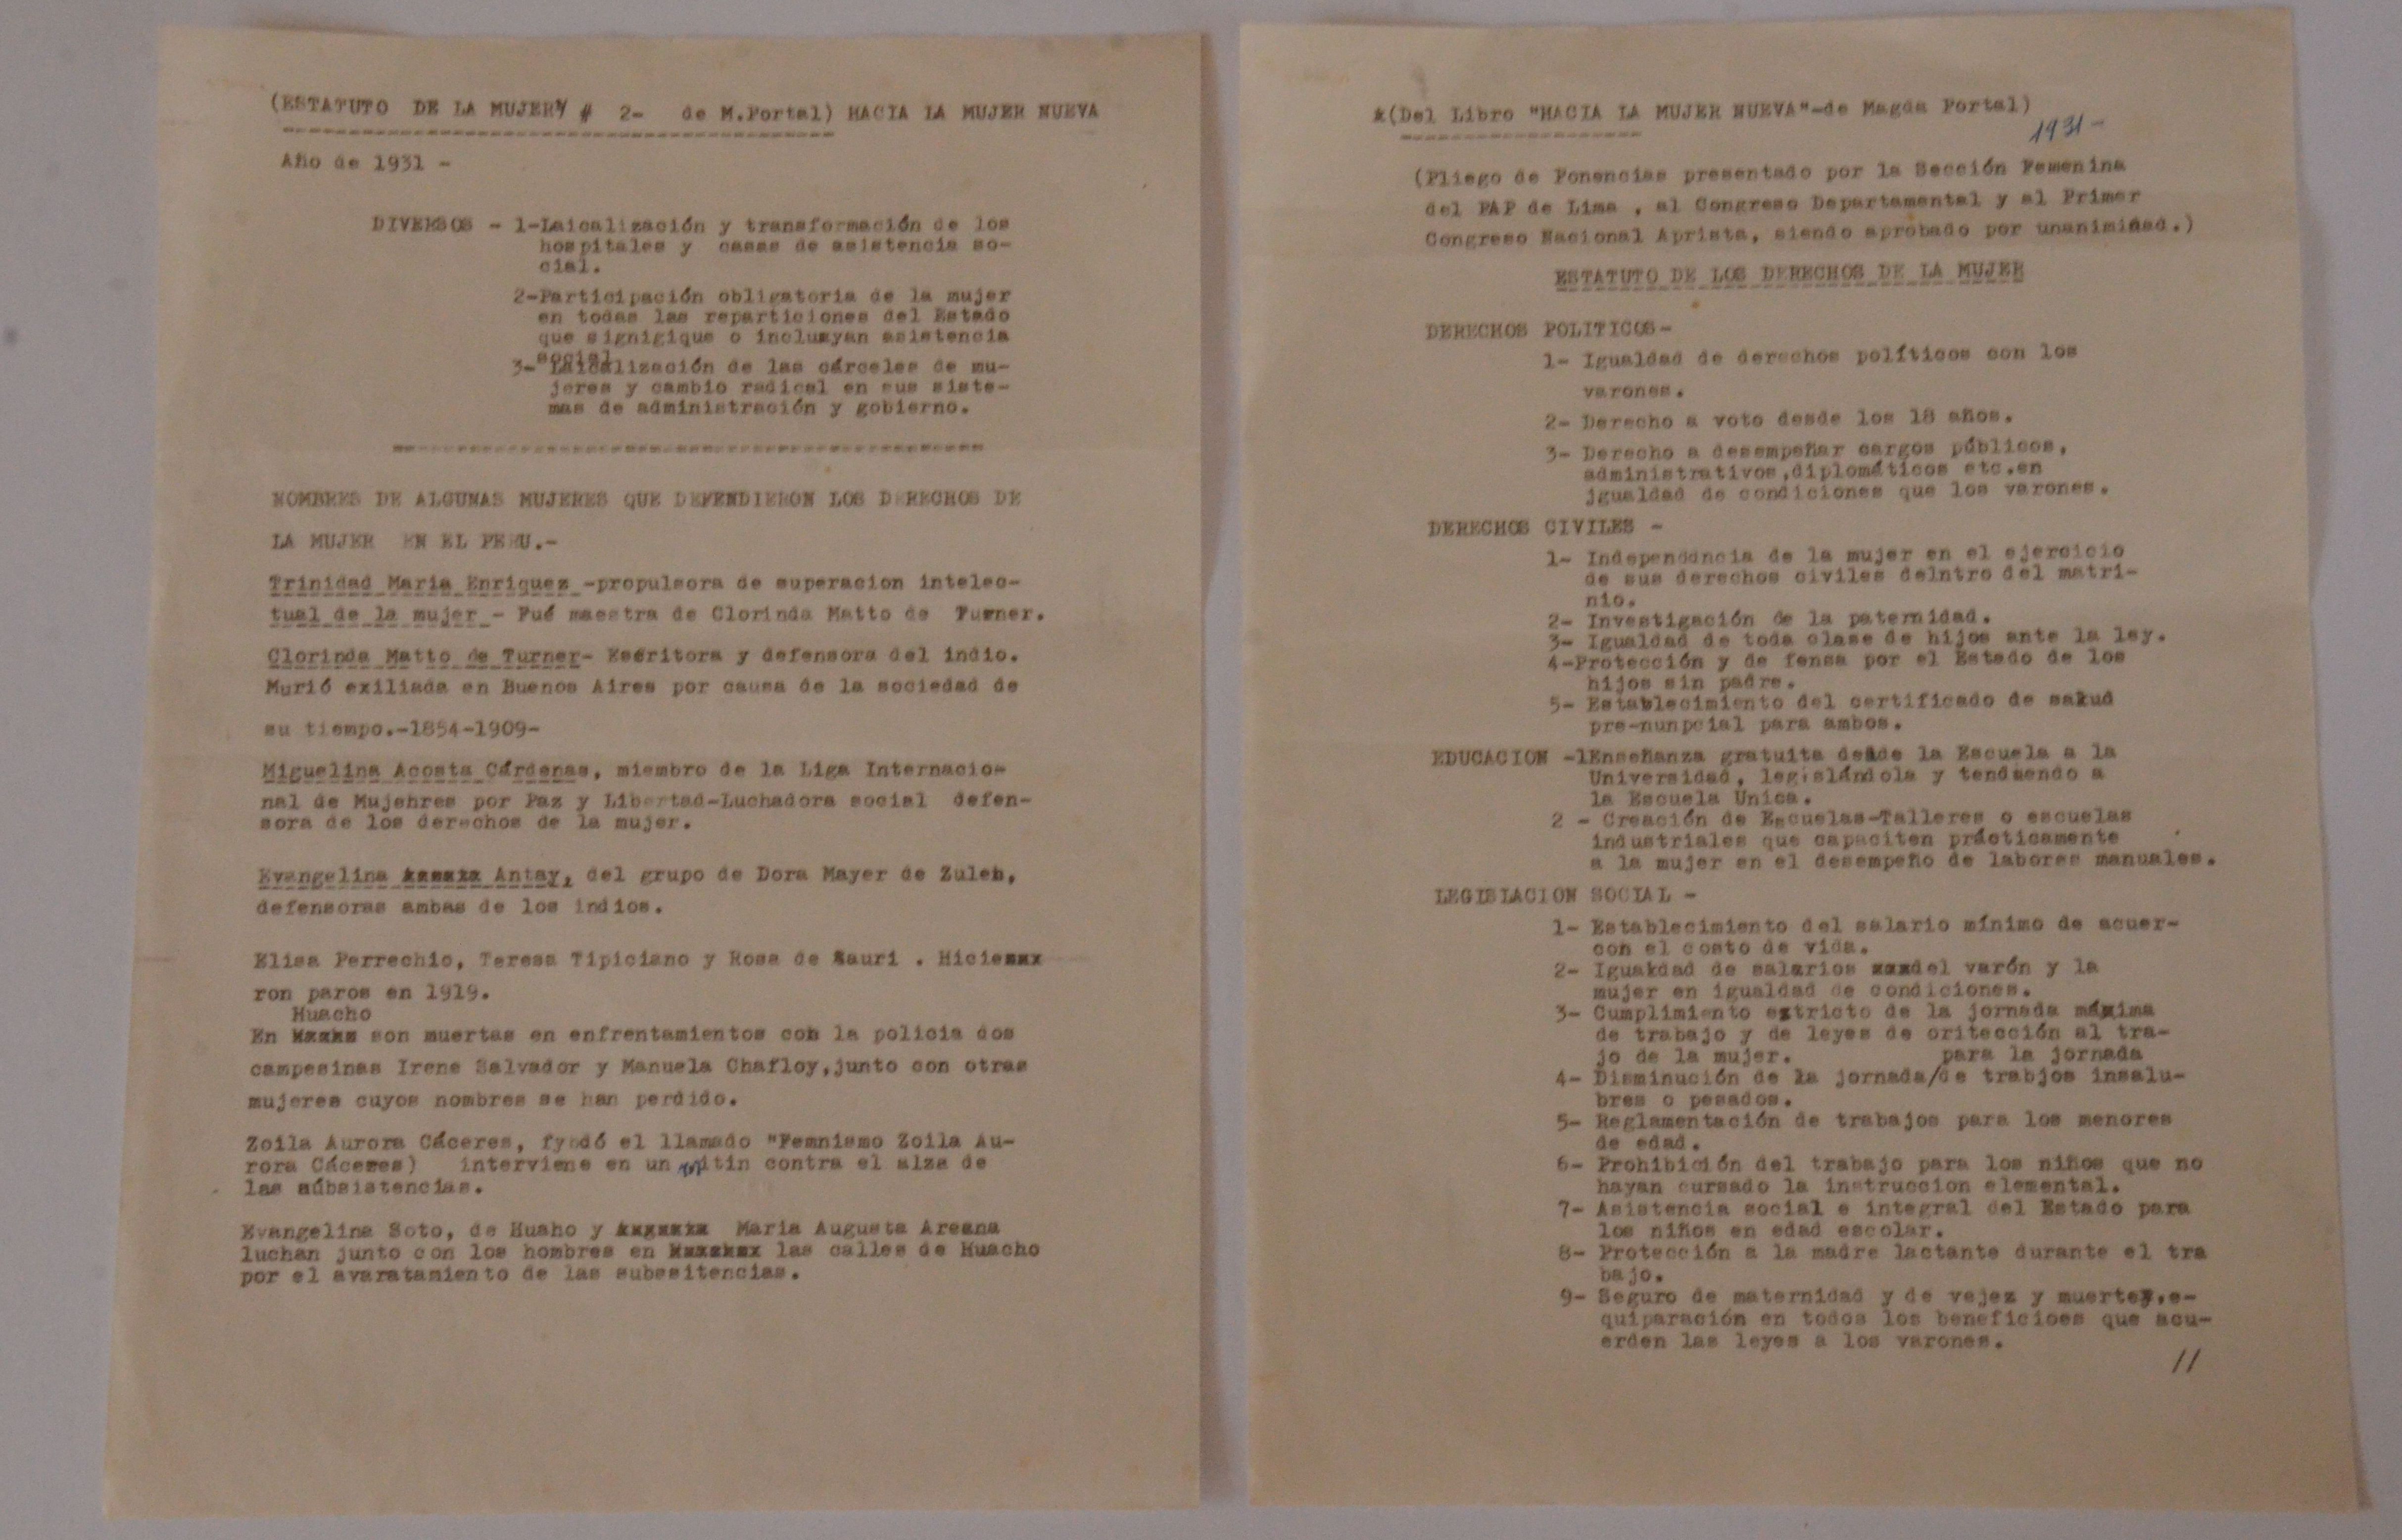 (ESTATUTO DE LA MUJER" # 2- de M.Portal) HACIA LA MUJER NUEVA
Año de 1931 -
DIVERSOS - 1-Laicalización y transformación de los
hospitales y casas de asistencia so-
cial.
2-Participación obligatoria de la mujer
en todas las reparticiones del Estado
que signigique o inclumyan asistencia
social
3- Laicalización de las cárceles de mu-
jeres y cambio radical en sus siste-
mas de administración y gobierno.
NOMBRES DE ALGUNAS MUJERES QUE DEFENDIERON LOS DERECHOS DE
LA MUJER EN EL PERU.-
Trinidad Maria Enriquez -propulsora de superacion intelec-
tual de la mujer - Fué maestra de Clorinda Matto de Turner.
Clorinda Matto de Turner- Escritora y defensora del indio.
Murió exiliada en Buenos Aires por causa de la sociedad de
su tiempo.-1854-1909-
Miguelina Acosta Cárdenas, miembro de la Liga Internacio-
nal de Mujehres por Paz y Libertad-Luchadora social defen-
sora de los derechos de la mujer.
Evangelina Antay, del grupo de Dora Mayer de Zuleh,
defensoras ambas de los indios.
Elisa Perrechio, Teresa Tipiciano y Rosa de Sauri . Hicie
ron paros en 1919.
Huacho
En son muertas en enfrentamientos con la policia dos
campesinas Irene Salvador y Manuela Chafloy,junto con otras
mujeres cuyos nombres se han perdido.
Zoila Aurora Cáceres, fyndó el llamado "Femnismo Zoila Au-
rora Cáceres) interviene en un mitin contra el alza de
las súbsistencias.
Evangelina Soto, de Huaho y Maria Augusta Aresna
luchan junto con los hombres en las calles de Huacho
por el avaratamiento de las subssitencias.
*(Del Libro "HACIA LA MUJER NUEVA"-de Magda Portal)
1931-
(Pliego de Ponencias presentado por la Sección Femenina
del PAP de Lima , al Congreso Departamental y al Primer
Congreso Nacional Aprista, siendo aprobado por unanimidad.)
ESTATUTO DE LOS DERECHOS DE LA MUJER
DERECHOS POLITICOS-
1- Igualdad de derechos políticos con los
varones.
2- Derecho a voto desde los 18 años.
3- Derecho a desempeñar cargos públicos,
administrativos,diplomáticos etc.en
jgualdad de condiciones que los varones.
DERECHOS CIVILES -
1- Independancia de la mujer en el ejercicio
de sus derechos civiles delntro del matri-
nio.
2- Investigación de la paternidad.
3- Igualdad de toda clase de hijos ante la ley.
4-Protección y de fensa por el Estado de los
hijos sin padre.
5- Establecimiento del certificado de sakud
pre-nunpcial para ambos.
EDUCACION -1Enseñanza gratuita desde la Escuela a la
Universidad, legislándola y tendiendo a
la Escuela Unica.
2 - Creación de Escuelas-Talleres o escuelas
industriales que capaciten prácticamente
a la mujer en el desempeño de labores manuales.
LEGISLACION SOCIAL -
1- Establecimiento del salario mínimo de acuer-
con el costo de vida.
2- Iguakdad de salarios del varón y la
mujer en igualdad de condiciones.
3- Cumplimiento estricto de la jornada máxima
de trabajo y de leyes de oritección al tra-
jo de la mujer. para la jornada
4- Disminución de la jornada/de trabjos insalu-
bres o pesados.
5- Reglamentación de trabajos para los menores
de edad.
6- Prohibición del trabajo para los niños que no
hayan cursado la instruccion elemental.
7- Asistencia social e integral del Estado para
los niños en edad escolar.
8- Protección a la madre lactante durante el tra
bajo.
9- Seguro de maternidad y de vejez y muerte,e-
quiparación en todos los beneficioes que acu-
erden las leyes a los varones.
11